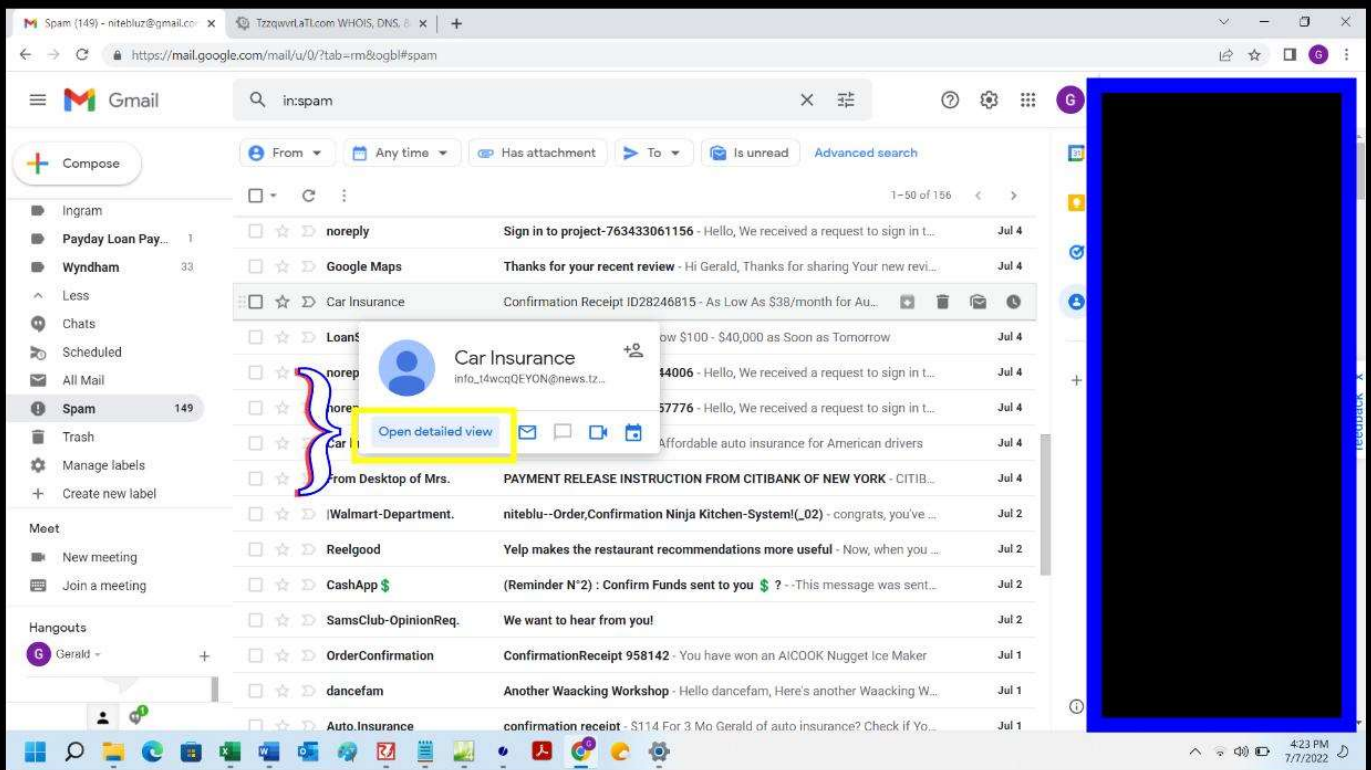 Spam (149) - nitebluz@gmail.co
TzzqwvrLaTl.com WHOIS, DNS, &
https://mail.google.com/mail/u/0/?tab=rm&ogbl#spam
Gmail
in:spam
G
Compose
From
Any time
Has attachment
To
Is unread
Advanced search
1–50 of 156
Ingram
Payday Loan Pay... 1
Wyndham 33
Less
Chats
Scheduled
All Mail
Spam 149
Trash
Manage labels
Create new label
Meet
New meeting
Join a meeting
Hangouts
G Gerald
noreply Sign in to project-763433061156 - Hello, We received a request to sign in t... Jul 4
Google Maps Thanks for your recent review - Hi Gerald, Thanks for sharing Your new revi... Jul 4
Car Insurance Confirmation Receipt ID28246815 - As Low As $38/month for Au...
LoanS ow $100 - $40,000 as Soon as Tomorrow Jul 4
norep 44006 - Hello, We received a request to sign in t... Jul 4
norep 57776 - Hello, We received a request to sign in t... Jul 4
Car I Affordable auto insurance for American drivers Jul 4
From Desktop of Mrs. PAYMENT RELEASE INSTRUCTION FROM CITIBANK OF NEW YORK - CITIB... Jul 4
|Walmart-Department. niteblu--Order,Confirmation Ninja Kitchen-System!(_02) - congrats, you've ... Jul 2
Reelgood Yelp makes the restaurant recommendations more useful - Now, when you ... Jul 2
CashApp💲 (Reminder N°2) : Confirm Funds sent to you 💲 ? - -This message was sent... Jul 2
SamsClub-OpinionReq. We want to hear from you! Jul 2
OrderConfirmation ConfirmationReceipt 958142 - You have won an AICOOK Nugget Ice Maker Jul 1
dancefam Another Waacking Workshop - Hello dancefam, Here's another Waacking W... Jul 1
Auto.Insurance confirmation receipt - $114 For 3 Mo Gerald of auto insurance? Check if Yo... Jul 1
Car Insurance
info_t4wcqQEYON@news.tz...
Open detailed view
feedback x
4:23 PM
7/7/2022